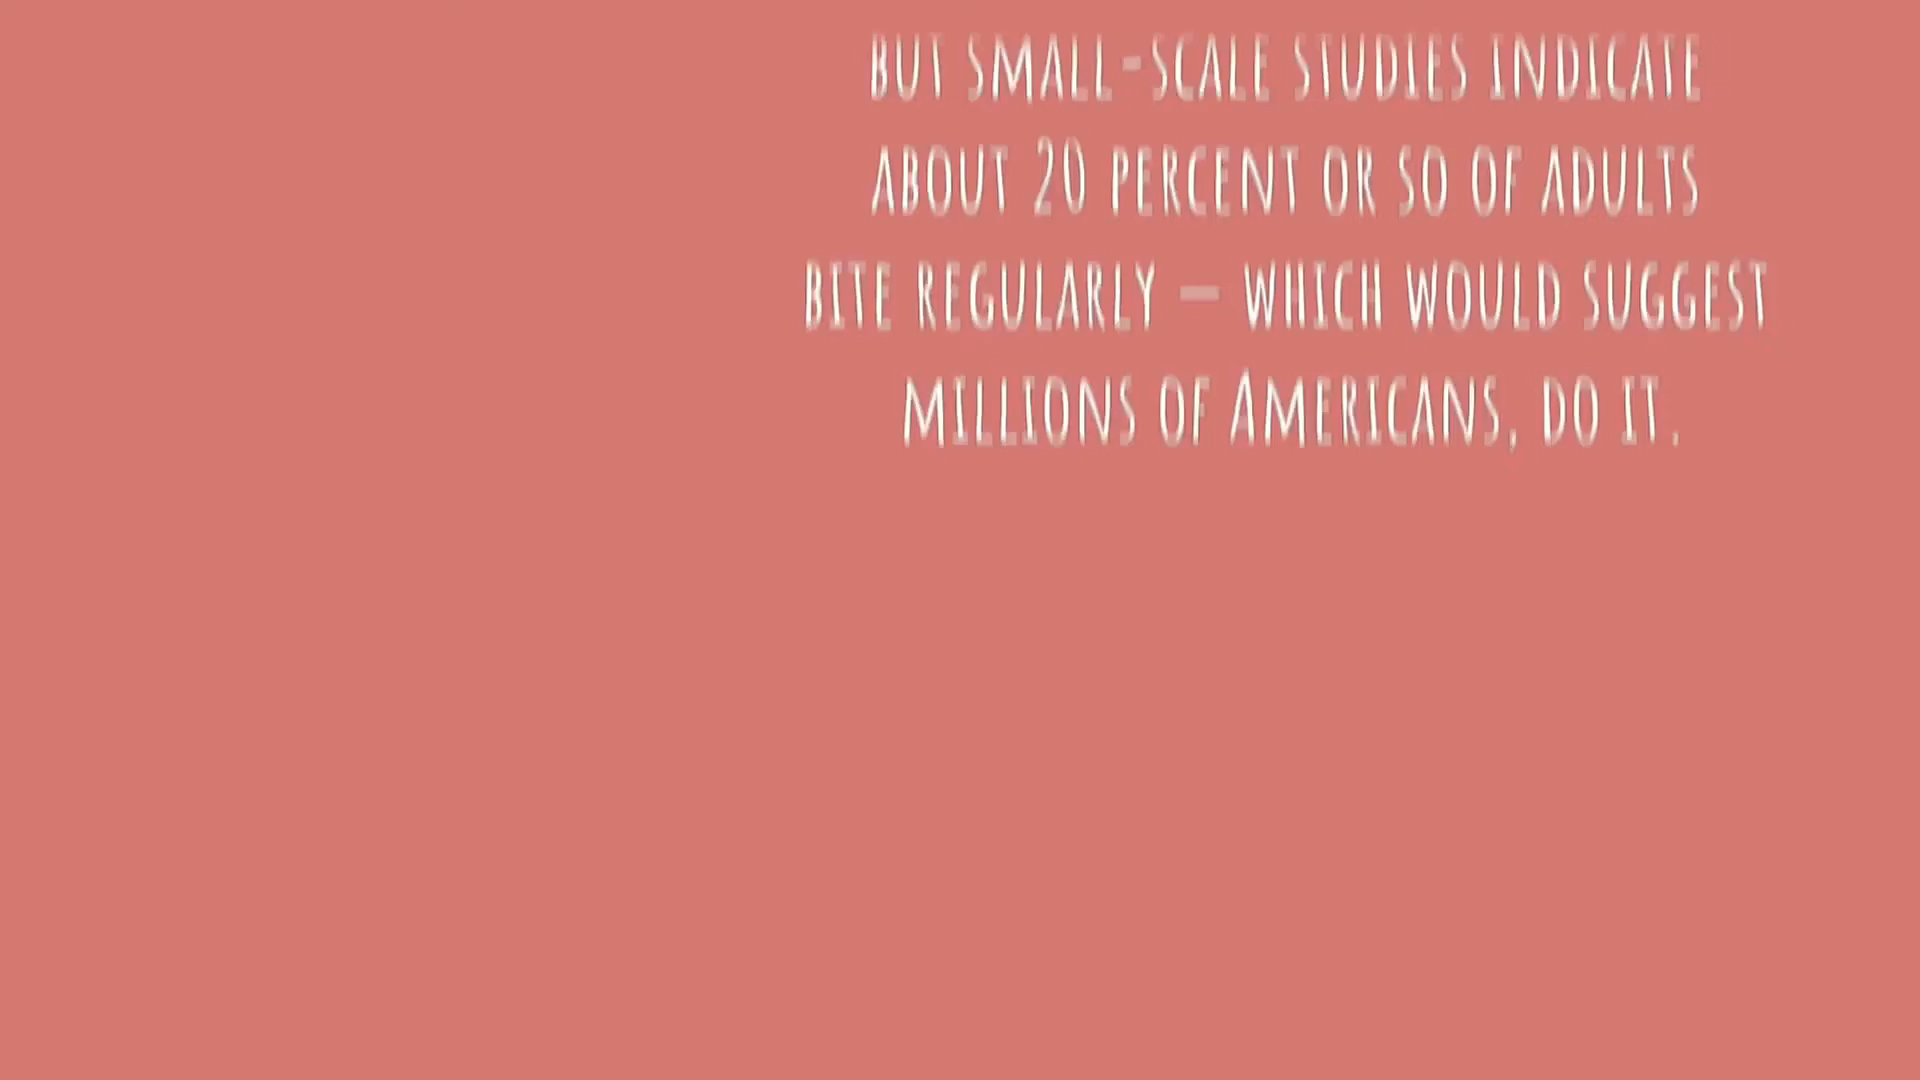 BUT SMALL-SCALE STUDIES INDICATE
ABOUT 20 PERCENT OR SO OF ADULTS
BITE REGULARLY — WHICH WOULD SUGGEST
MILLIONS OF AMERICANS, DO IT.